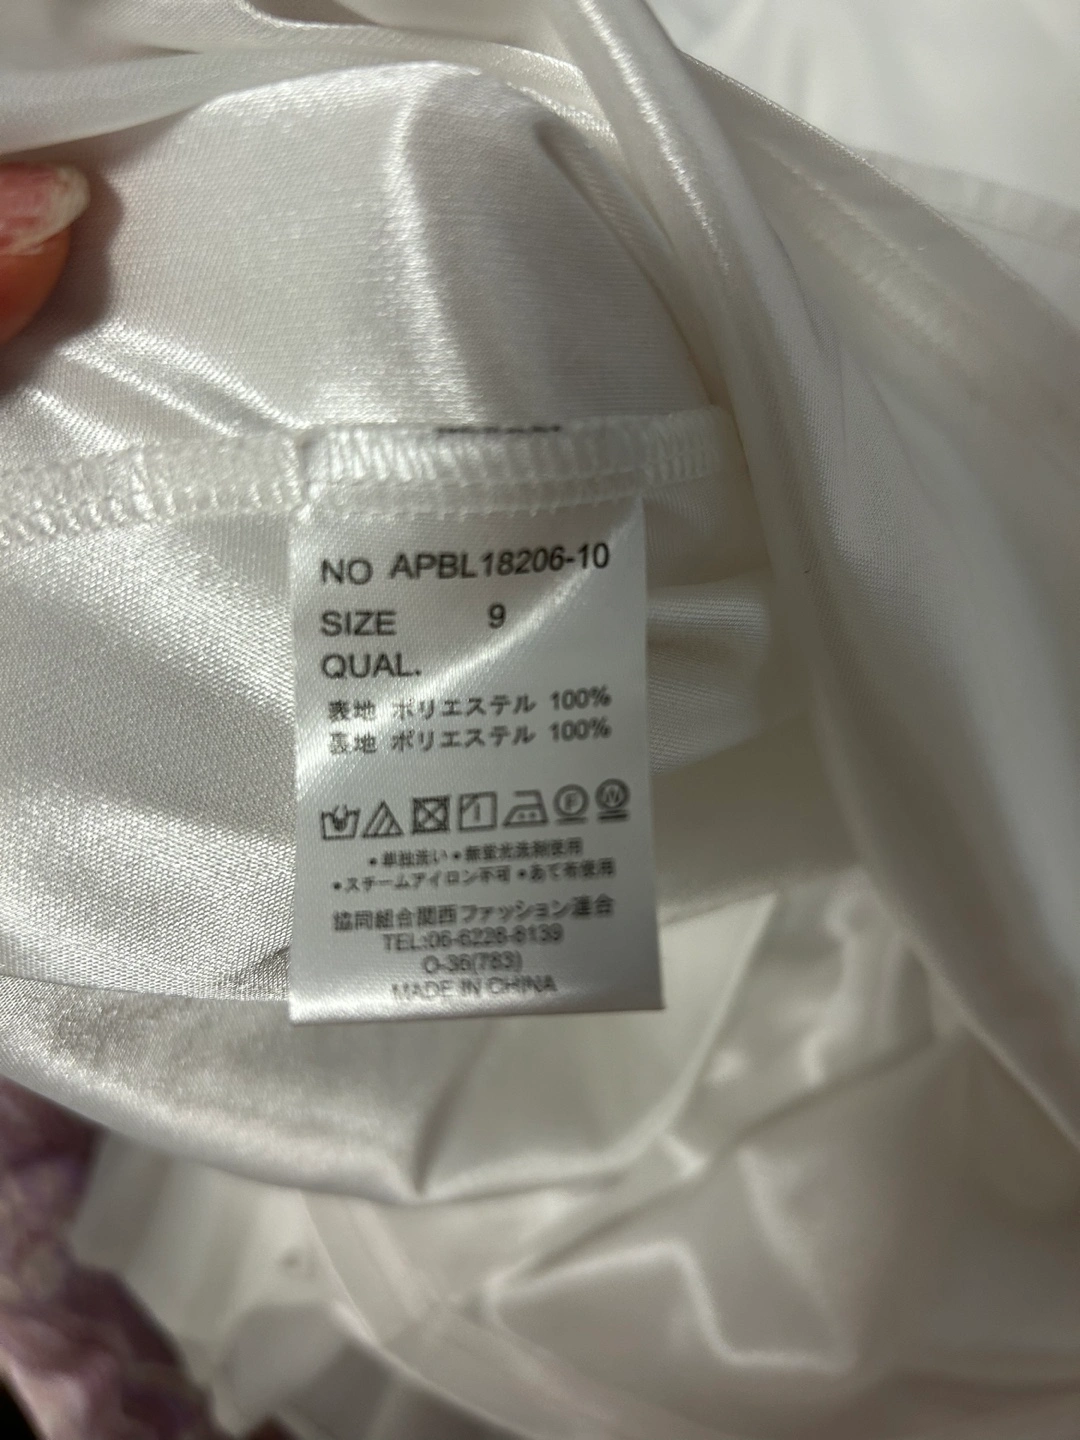 NO APBL18206-10
SIZE 9
QUAL.
表地 ポリエステル 100%
裏地 ポリエステル 100%
•単独洗い •無蛍光洗剤使用
•スチームアイロン不可 •あて布使用
協同組合関西ファッション連合
TEL:06-6228-8139
O-36(783)
MADE IN CHINA